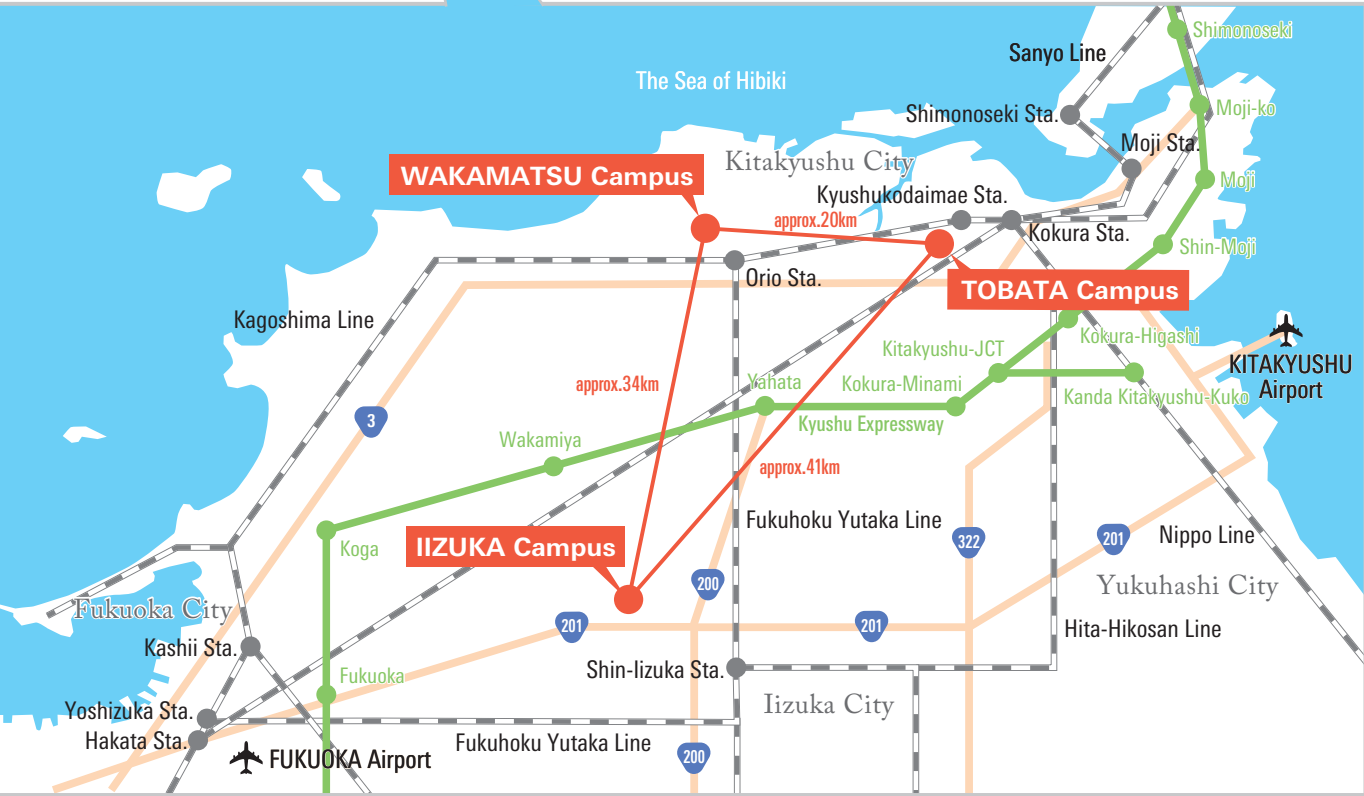 Shimonoseki
Sanyo Line
The Sea of Hibiki
Shimonoseki Sta.
Moji-ko
Moji Sta.
Kitakyushu City
WAKAMATSU Campus
Moji
Kyushukodaimae Sta.
approx.20km
Kokura Sta.
Shin-Moji
Orio Sta.
TOBATA Campus
Kagoshima Line
Kokura-Higashi
Kitakyushu-JCT
KITAKYUSHU
Airport
approx.34km
Yahata
Kokura-Minami
Kanda Kitakyushu-Kuko
3
Kyushu Expressway
Wakamiya
approx.41km
Fukuhoku Yutaka Line
322
201
Nippo Line
IIZUKA Campus
Koga
200
Yukuhashi City
Fukuoka City
201
201
Hita-Hikosan Line
Kashii Sta.
Shin-Iizuka Sta.
Fukuoka
Iizuka City
Yoshizuka Sta.
Hakata Sta.
Fukuhoku Yutaka Line
FUKUOKA Airport
200